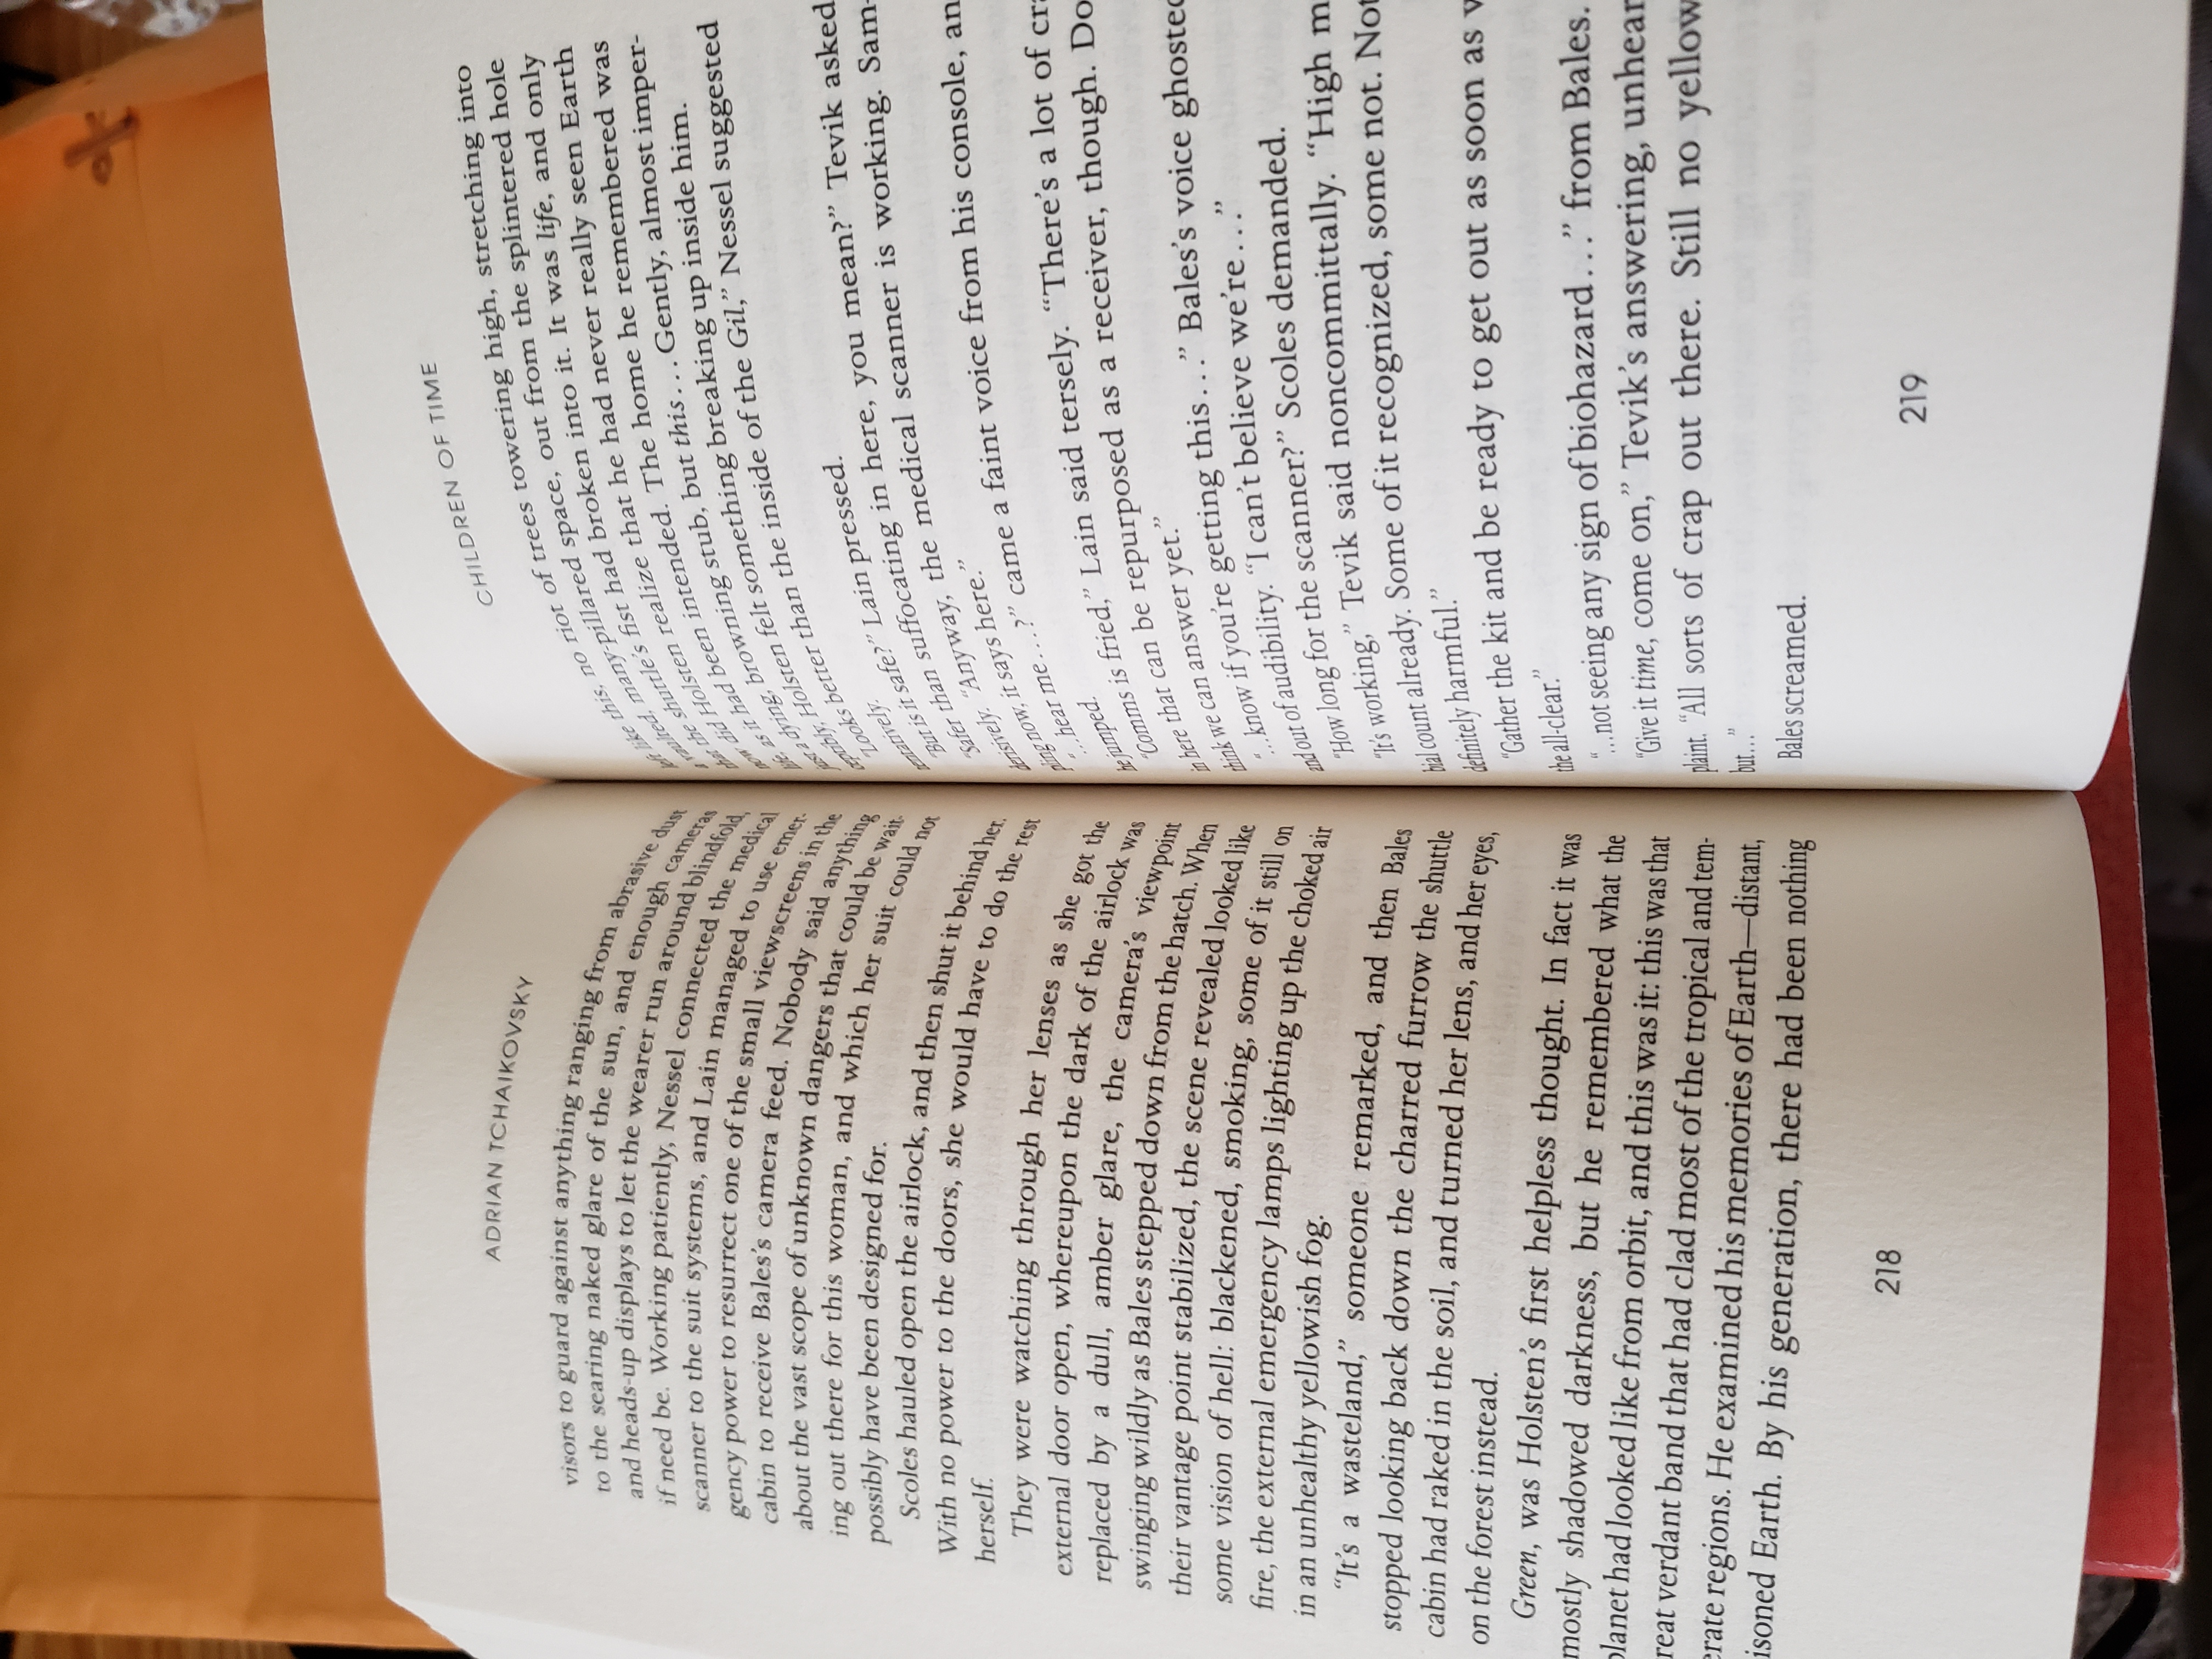 ADRIAN TCHAIKOVSKY
visors to guard against anything ranging from abrasive dust
to the searing naked glare of the sun, and enough cameras
and heads-up displays to let the wearer run around blindfold,
if need be. Working patiently, Nessel connected the medical
scanner to the suit systems, and Lain managed to use emer-
gency power to resurrect one of the small viewscreens in the
cabin to receive Bales's camera feed. Nobody said anything
about the vast scope of unknown dangers that could be wait-
ing out there for this woman, and which her suit could not
possibly have been designed for.
Scoles hauled open the airlock, and then shut it behind her.
With no power to the doors, she would have to do the rest
herself.
They were watching through her lenses as she got the
external door open, whereupon the dark of the airlock was
replaced by a dull, amber glare, the camera's viewpoint
swinging wildly as Bales stepped down from the hatch. When
their vantage point stabilized, the scene revealed looked like
some vision of hell: blackened, smoking, some of it still on
fire, the external emergency lamps lighting up the choked air
in an unhealthy yellowish fog.
"It's a wasteland," someone remarked, and then Bales
stopped looking back down the charred furrow the shuttle
cabin had raked in the soil, and turned her lens, and her eyes,
on the forest instead.
Green, was Holsten's first helpless thought. In fact it was
mostly shadowed darkness, but he remembered what the
planet had looked like from orbit, and this was it: this was that
reat verdant band that had clad most of the tropical and tem-
erate regions. He examined his memories of Earth—distant,
isoned Earth. By his generation, there had been nothing
218
CHILDREN OF TIME
left like this, no riot of trees towering high, stretching into
a vaulted, many-pillared space, out from the splintered hole
that the shuttle's fist had broken into it. It was life, and only
now did Holsten realize that he had never really seen Earth
life, as it had been intended. The home he remembered was
just a dying, browning stub, but this . . . Gently, almost imper-
ceptibly, Holsten felt something breaking up inside him.
"Looks better than the inside of the Gil," Nessel suggested
tentatively.
"But is it safe?" Lain pressed.
"Safer than suffocating in here, you mean?" Tevik asked
derisively. "Anyway, the medical scanner is working. Sam-
pling now, it says here."
"...hear me . . . .?" came a faint voice from his console, an
he jumped.
"Comms is fried," Lain said tersely. "There's a lot of cra
in here that can be repurposed as a receiver, though. Do
think we can answer yet."
"...know if you're getting this . . ." Bales's voice ghosted
and out of audibility. "I can't believe we're . . ."
"How long for the scanner?" Scoles demanded.
"It's working," Tevik said noncommittally. "High m
bial count already. Some of it recognized, some not. Not
definitely harmful."
"Gather the kit and be ready to get out as soon as w
the all-clear."
"...not seeing any sign of biohazard . . ." from Bales.
"Give it time, come on," Tevik's answering, unhear
plaint. "All sorts of crap out there. Still no yellow
but..."
Bales screamed.
219